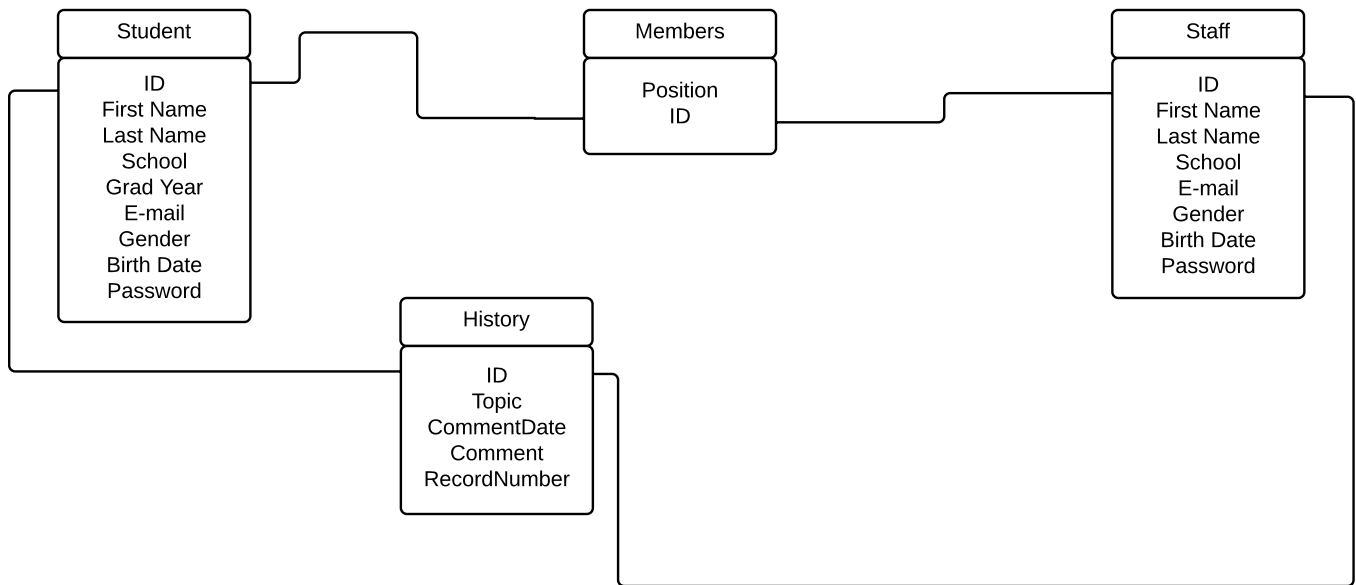 Student
ID
First Name
Last Name
School
Grad Year
E-mail
Gender
Birth Date
Password
Members
Position
ID
Staff
ID
First Name
Last Name
School
E-mail
Gender
Birth Date
Password
History
ID
Topic
CommentDate
Comment
RecordNumber